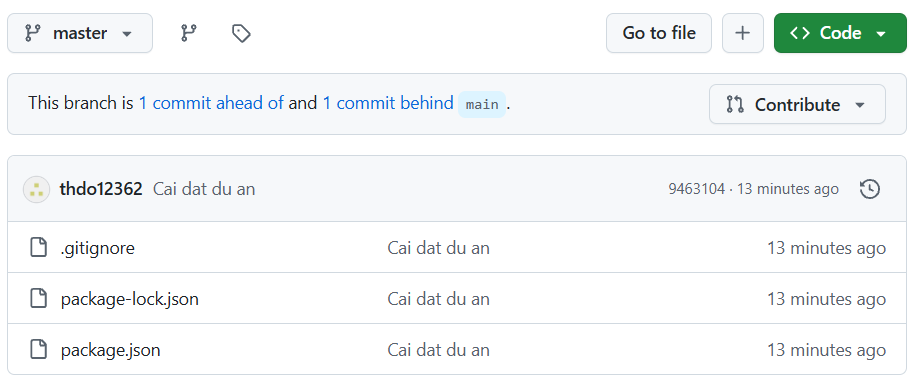 master Go to file Code
This branch is 1 commit ahead of and 1 commit behind main . Contribute
thdo12362 Cai dat du an 9463104 · 13 minutes ago
.gitignore Cai dat du an 13 minutes ago
package-lock.json Cai dat du an 13 minutes ago
package.json Cai dat du an 13 minutes ago